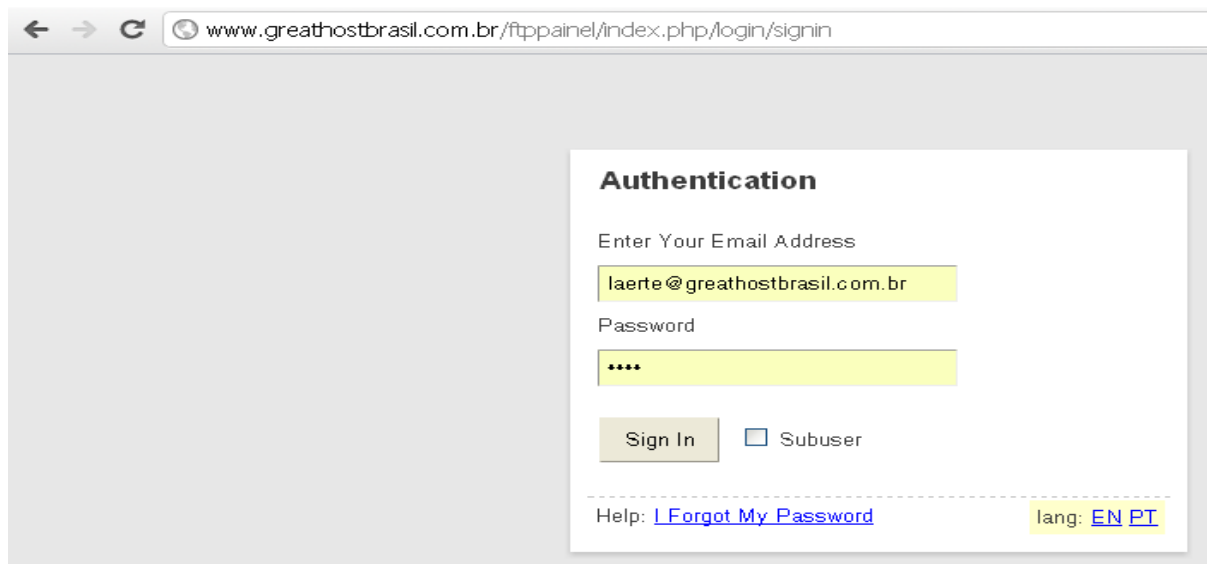 www.greathostbrasil.com.br/ftppainel/index.php/login/signin
Authentication
Enter Your Email Address
laerte@greathostbrasil.com.br
Password
••••
Sign In Subuser
Help: I Forgot My Password lang: EN PT